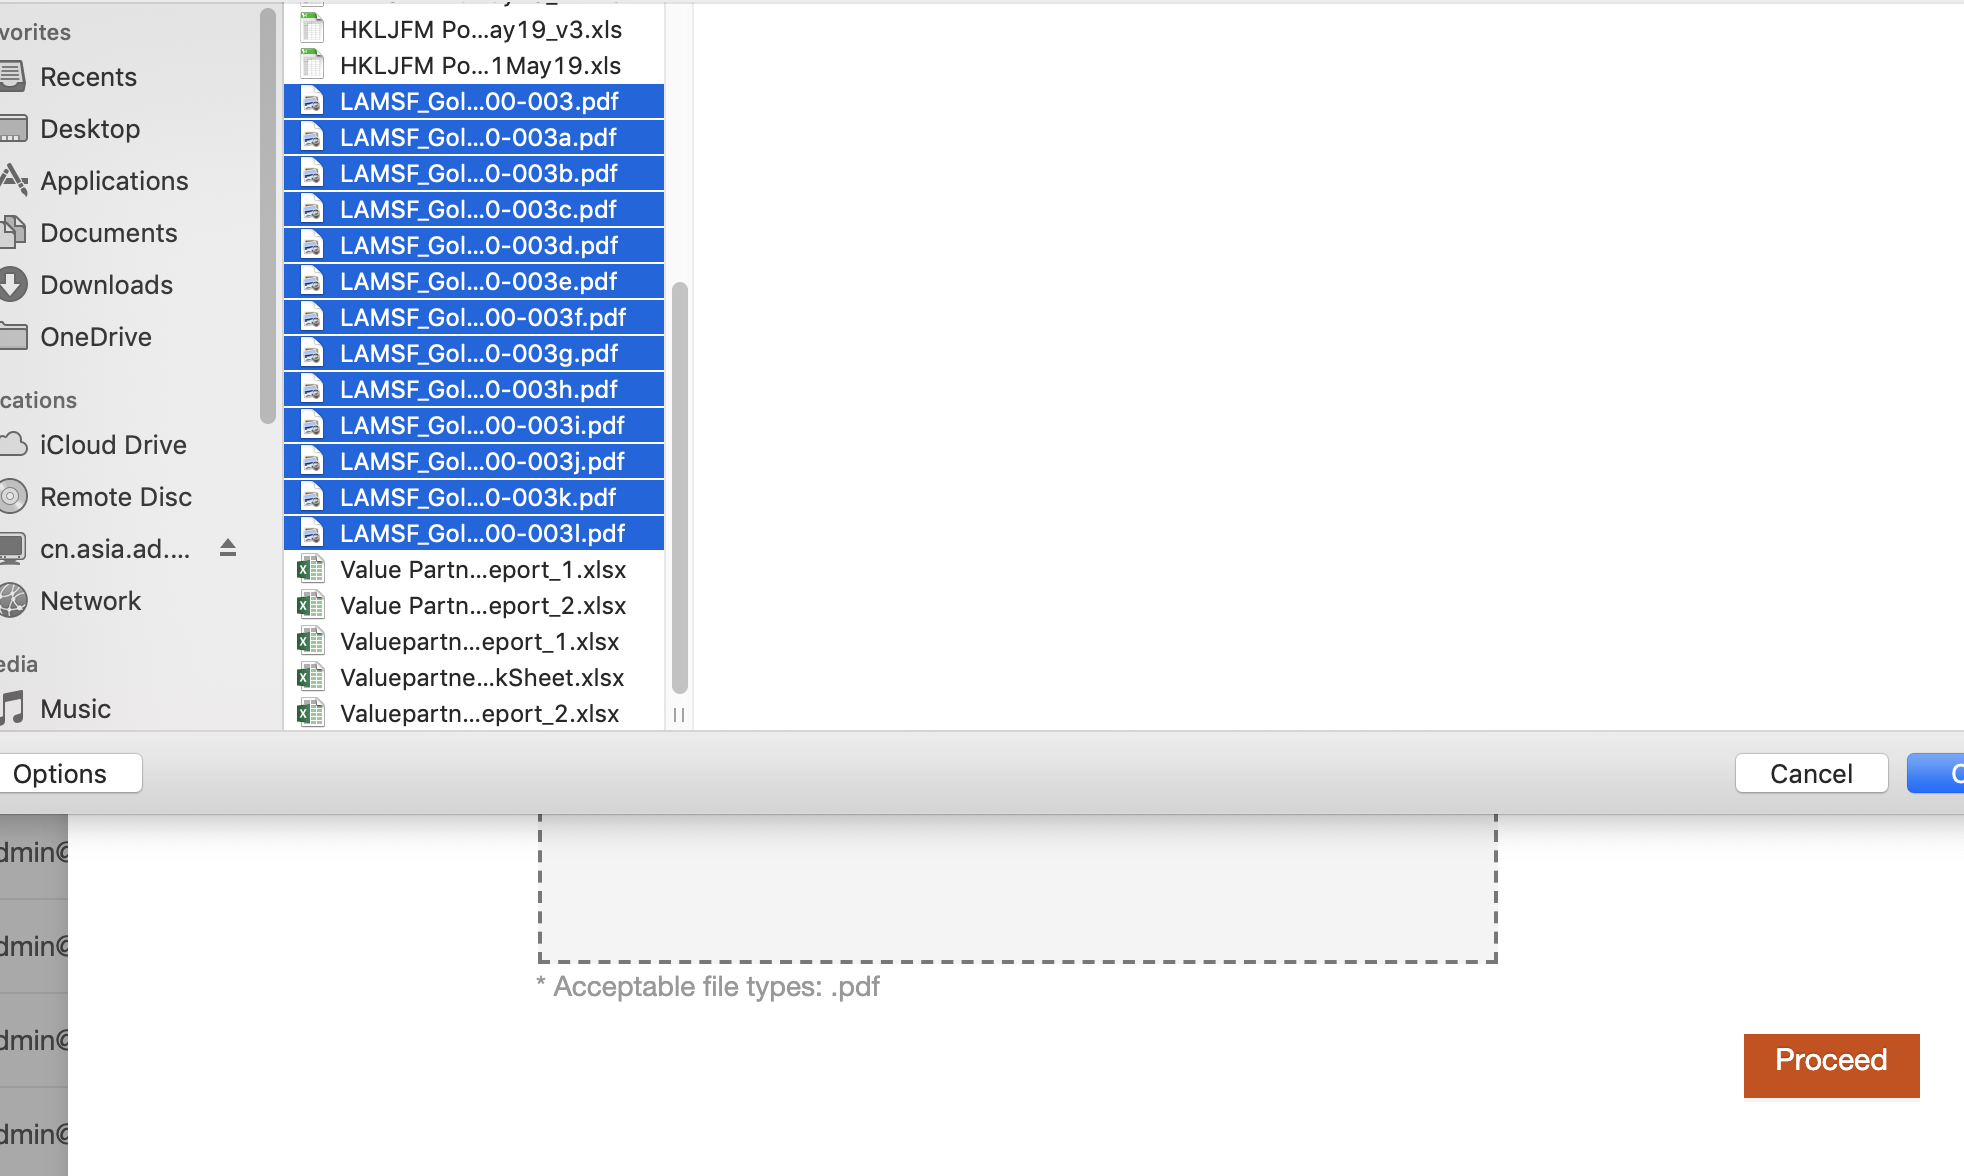 vorites
Recents
Desktop
Applications
Documents
Downloads
OneDrive
cations
iCloud Drive
Remote Disc
cn.asia.ad....
Network
edia
Music
HKLJFM Po...ay19_v3.xls
HKLJFM Po...1May19.xls
LAMSF_Gol...00-003.pdf
LAMSF_Gol...0-003a.pdf
LAMSF_Gol...0-003b.pdf
LAMSF_Gol...0-003c.pdf
LAMSF_Gol...0-003d.pdf
LAMSF_Gol...0-003e.pdf
LAMSF_Gol...00-003f.pdf
LAMSF_Gol...0-003g.pdf
LAMSF_Gol...0-003h.pdf
LAMSF_Gol...00-003i.pdf
LAMSF_Gol...00-003j.pdf
LAMSF_Gol...0-003k.pdf
LAMSF_Gol...00-003l.pdf
Value Partn...eport_1.xlsx
Value Partn...eport_2.xlsx
Valuepartn...eport_1.xlsx
Valuepartne...kSheet.xlsx
Valuepartn...eport_2.xlsx
Options
Cancel
dmin@
dmin@
dmin@
dmin@
* Acceptable file types: .pdf
Proceed